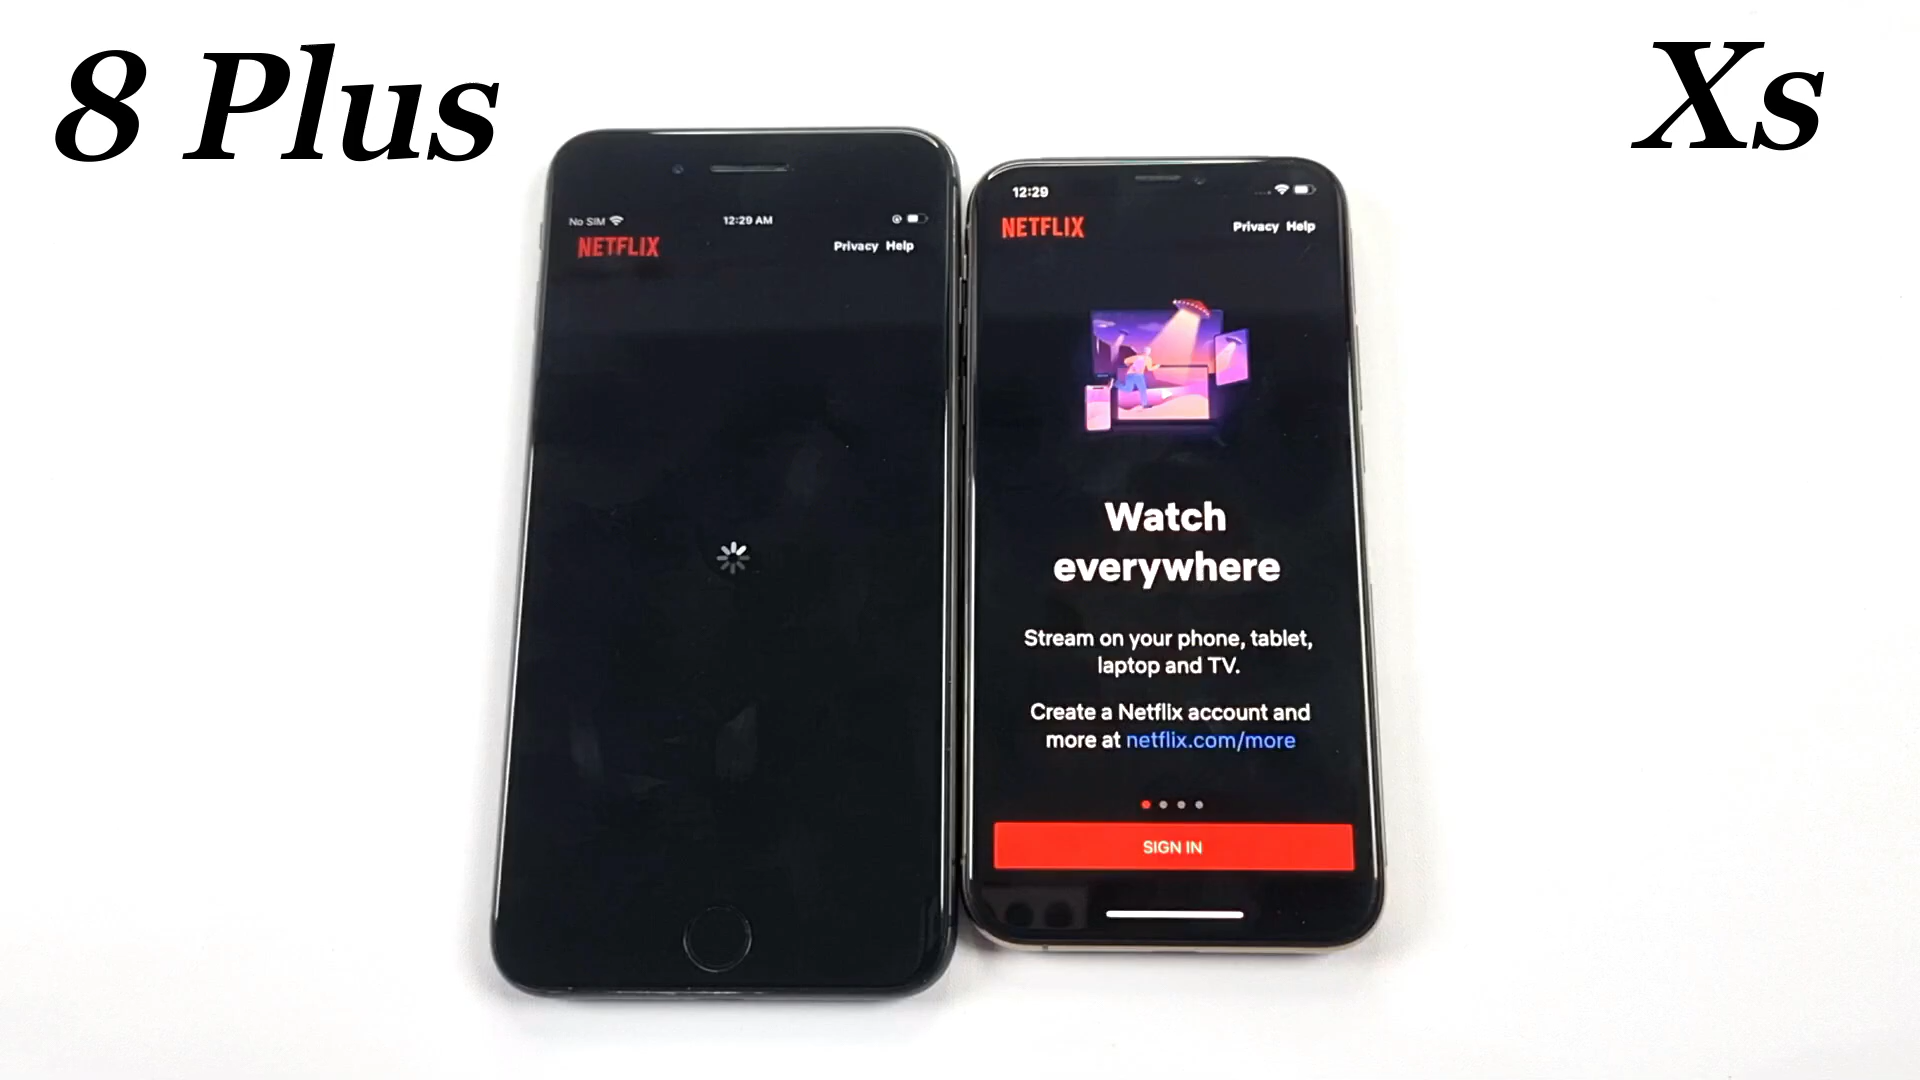 8 Plus
Xs
No SIM
12:29 AM
NETFLIX
Privacy Help
12:29
NETFLIX
Privacy Help
Watch
everywhere
Stream on your phone, tablet,
laptop and TV.
Create a Netflix account and
more at netflix.com/more
SIGN IN